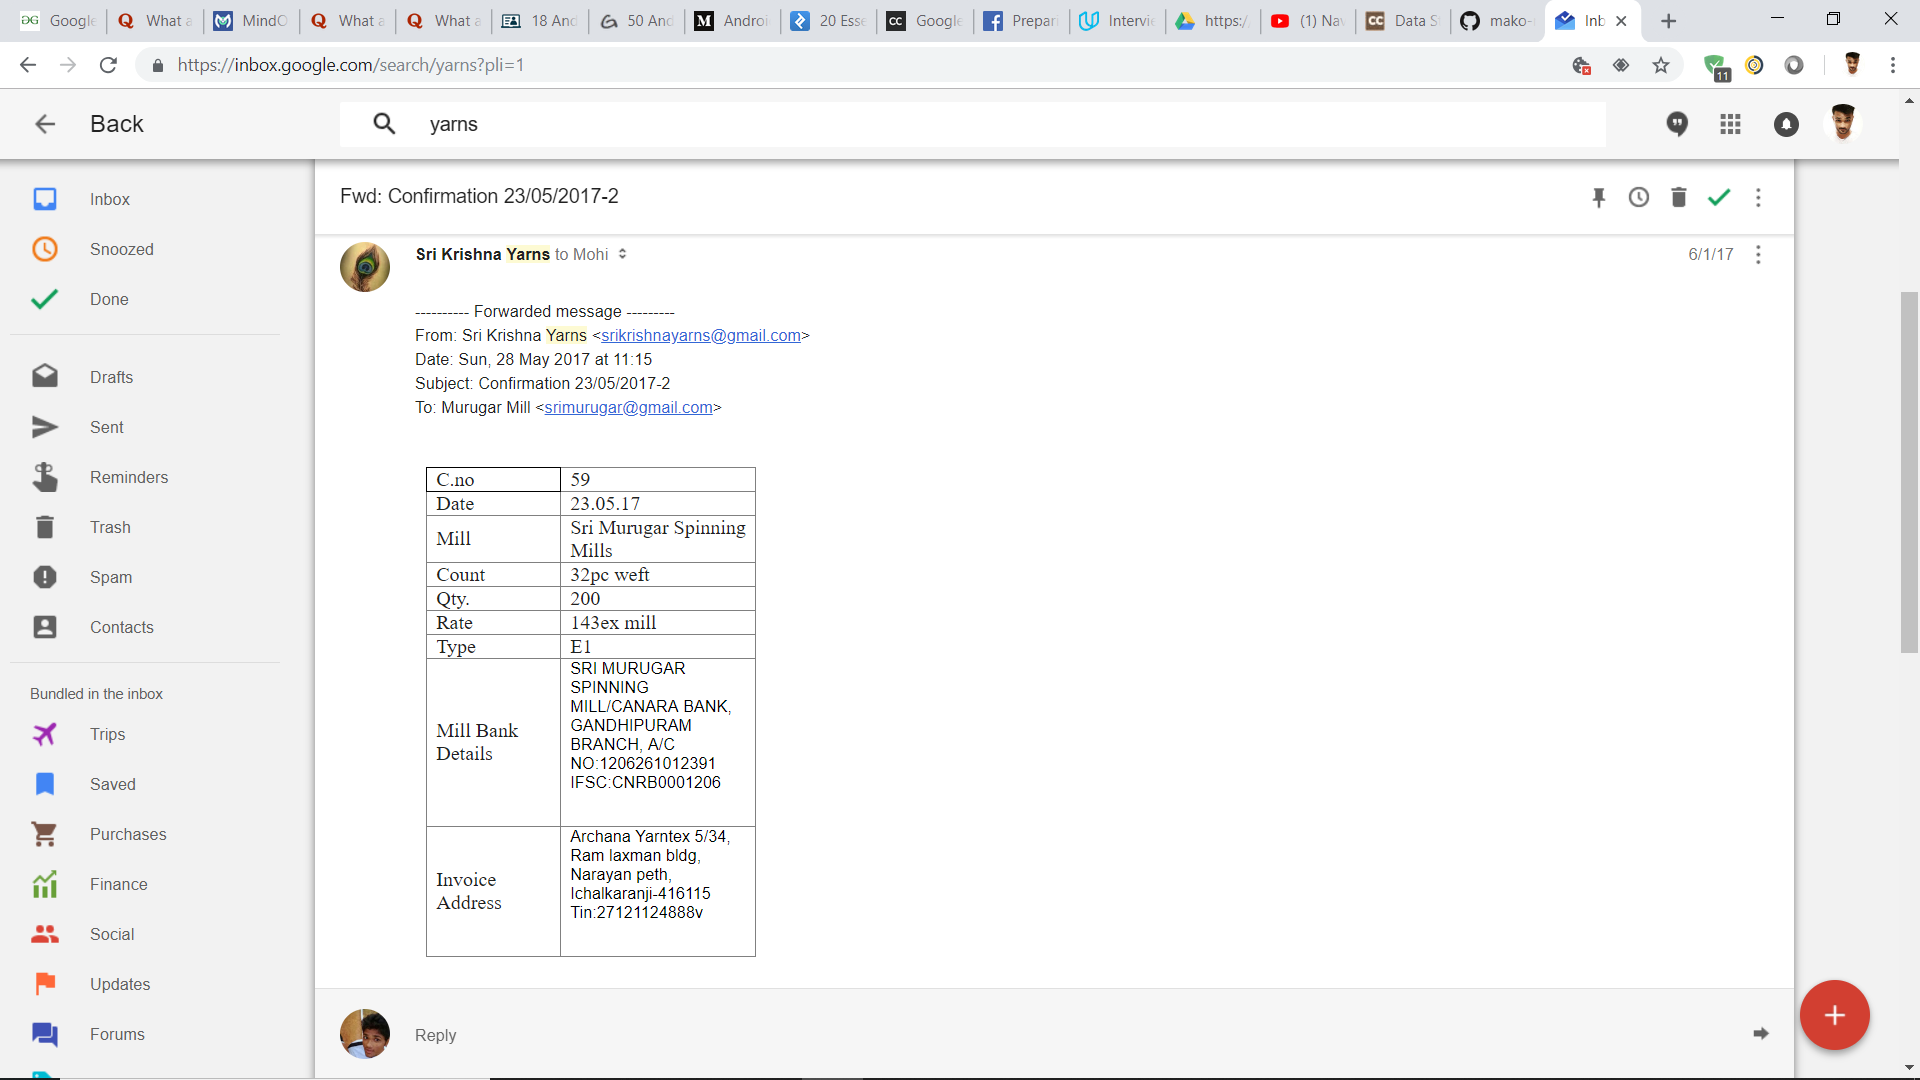 Google
What a
MindO
What a
What a
18 And
50 And
Androi
20 Esse
Google
Prepari
Intervie
https:/
(1) Nav
Data S
mako-
Inb
https://inbox.google.com/search/yarns?pli=1
11
Back
yarns
Inbox
Snoozed
Done
Drafts
Sent
Reminders
Trash
Spam
Contacts
Bundled in the inbox
Trips
Saved
Purchases
Finance
Social
Updates
Forums
Fwd: Confirmation 23/05/2017-2
Sri Krishna Yarns to Mohi
6/1/17
---------- Forwarded message ---------
From: Sri Krishna Yarns <srikrishnayarns@gmail.com>
Date: Sun, 28 May 2017 at 11:15
Subject: Confirmation 23/05/2017-2
To: Murugar Mill <srimurugar@gmail.com>
C.no 59
Date 23.05.17
Mill Sri Murugar Spinning
Mills
Count 32pc weft
Qty. 200
Rate 143ex mill
Type E1
Mill Bank
Details
SRI MURUGAR
SPINNING
MILL/CANARA BANK,
GANDHIPURAM
BRANCH, A/C
NO:1206261012391
IFSC:CNRB0001206
Invoice
Address
Archana Yarntex 5/34,
Ram laxman bldg,
Narayan peth,
Ichalkaranji-416115
Tin:27121124888v
Reply